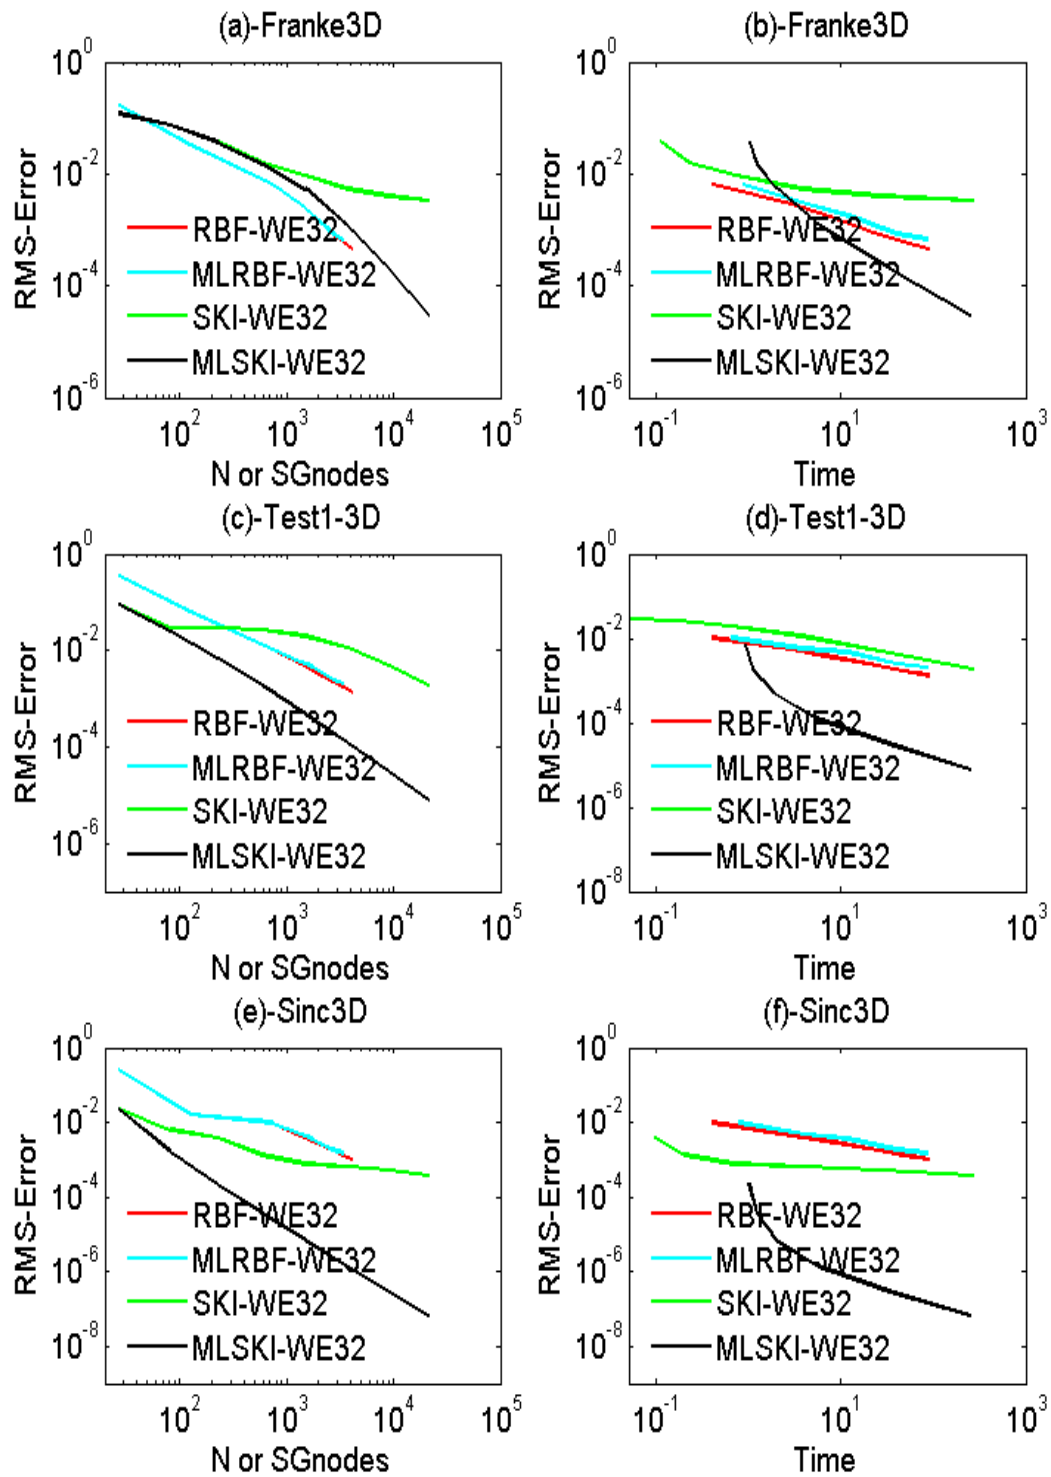 (a)-Franke3D
RMS-Error
10^0
10^-2
10^-4
10^-6
RBF-WE32
MLRBF-WE32
SKI-WE32
MLSKI-WE32
10^2 10^3 10^4 10^5
N or SGnodes
(b)-Franke3D
RMS-Error
10^0
10^-2
10^-4
10^-6
RBF-WE32
MLRBF-WE32
SKI-WE32
MLSKI-WE32
10^-1 10^1 10^3
Time
(c)-Test1-3D
RMS-Error
10^0
10^-2
10^-4
10^-6
RBF-WE32
MLRBF-WE32
SKI-WE32
MLSKI-WE32
10^2 10^3 10^4 10^5
N or SGnodes
(d)-Test1-3D
RMS-Error
10^0
10^-2
10^-4
10^-6
10^-8
RBF-WE32
MLRBF-WE32
SKI-WE32
MLSKI-WE32
10^-1 10^1 10^3
Time
(e)-Sinc3D
RMS-Error
10^0
10^-2
10^-4
10^-6
10^-8
RBF-WE32
MLRBF-WE32
SKI-WE32
MLSKI-WE32
10^2 10^3 10^4 10^5
N or SGnodes
(f)-Sinc3D
RMS-Error
10^0
10^-2
10^-4
10^-6
10^-8
RBF-WE32
MLRBF-WE32
SKI-WE32
MLSKI-WE32
10^-1 10^1 10^3
Time